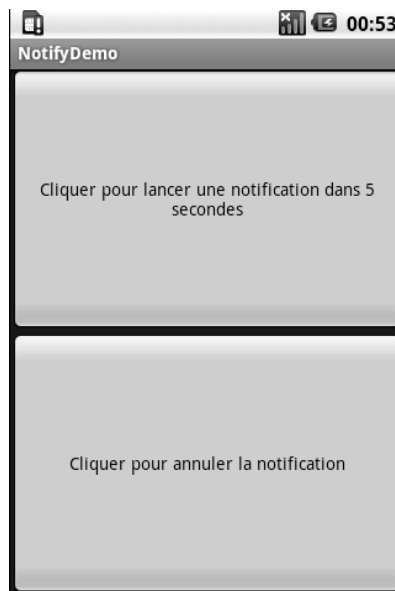 00:53
NotifyDemo
Cliquer pour lancer une notification dans 5
secondes
Cliquer pour annuler la notification